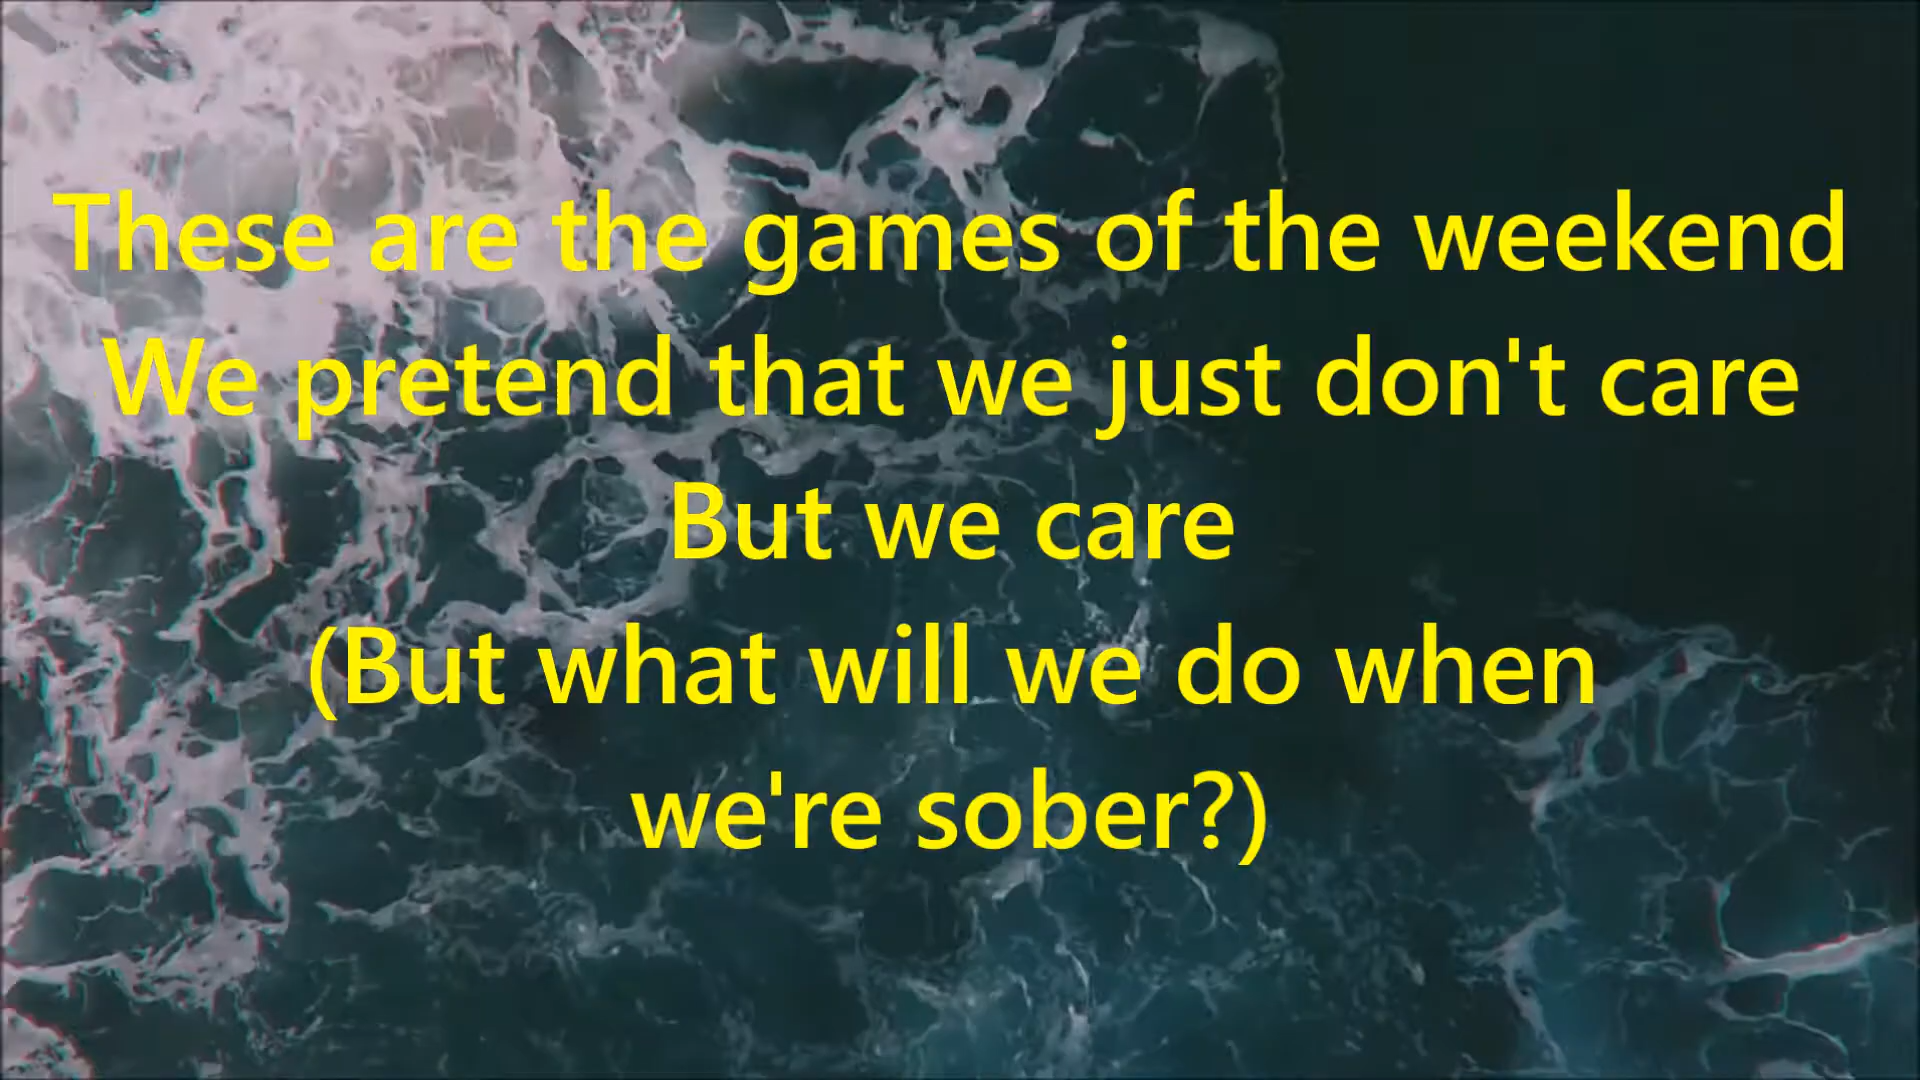 These are the games of the weekend
We pretend that we just don't care
But we care
(But what will we do when
we're sober?)